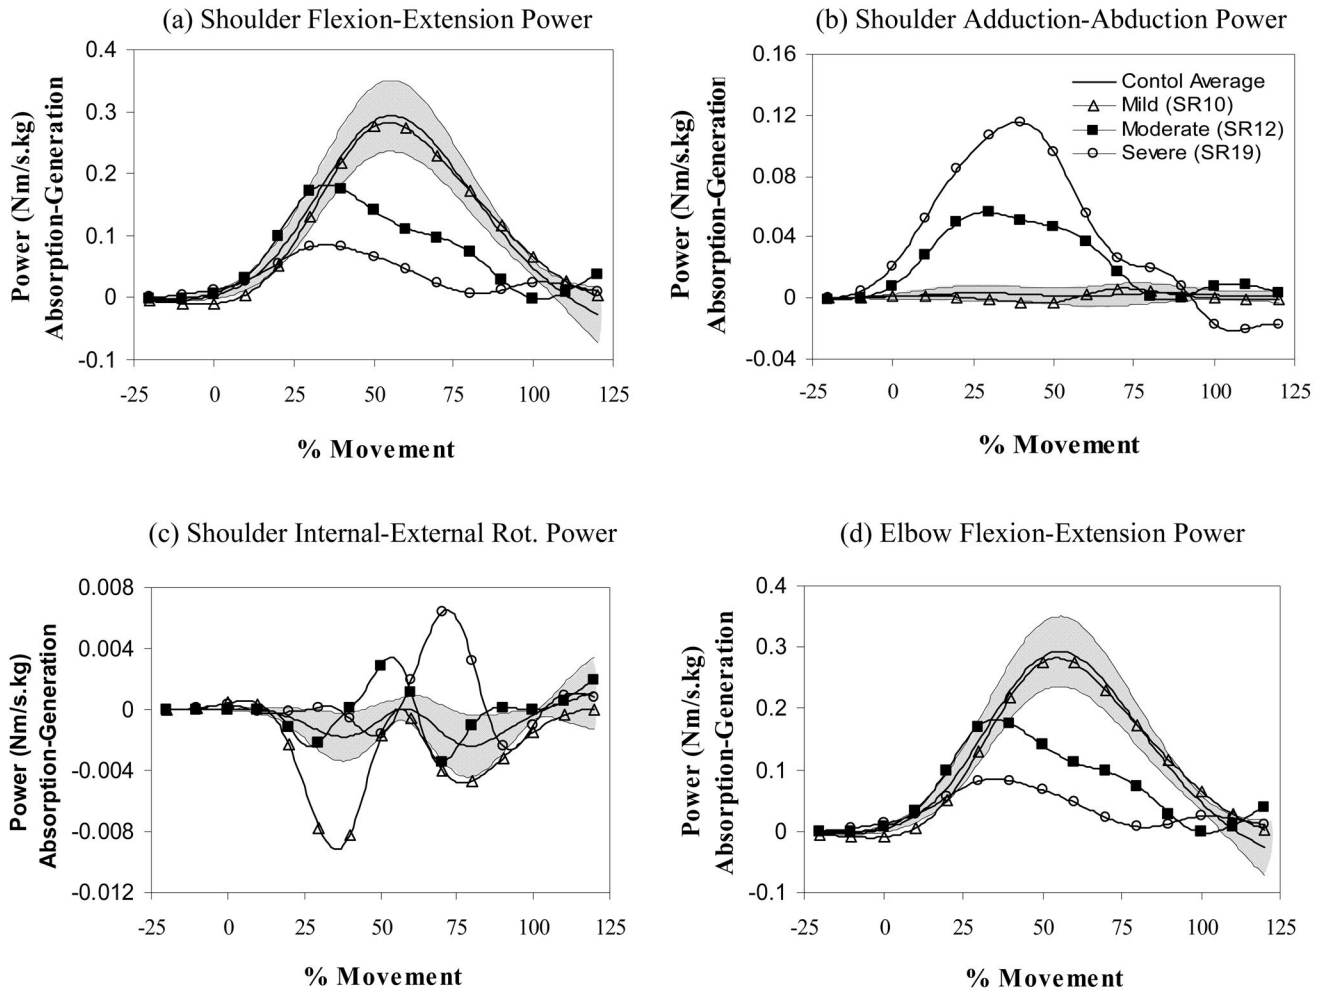 (a) Shoulder Flexion-Extension Power
Power (Nm/s.kg)
Absorption-Generation
0.4
0.3
0.2
0.1
0
-0.1
-25
0
25
50
75
100
125
% Movement
(b) Shoulder Adduction-Abduction Power
Power (Nm/s.kg)
Absorption-Generation
0.16
0.12
0.08
0.04
0
-0.04
Contol Average
Mild (SR10)
Moderate (SR12)
Severe (SR19)
-25
0
25
50
75
100
125
% Movement
(c) Shoulder Internal-External Rot. Power
Power (Nm/s.kg)
Absorption-Generation
0.008
0.004
0
-0.004
-0.008
-0.012
-25
0
25
50
75
100
125
% Movement
(d) Elbow Flexion-Extension Power
Power (Nm/s.kg)
Absorption-Generation
0.4
0.3
0.2
0.1
0
-0.1
-25
0
25
50
75
100
125
% Movement